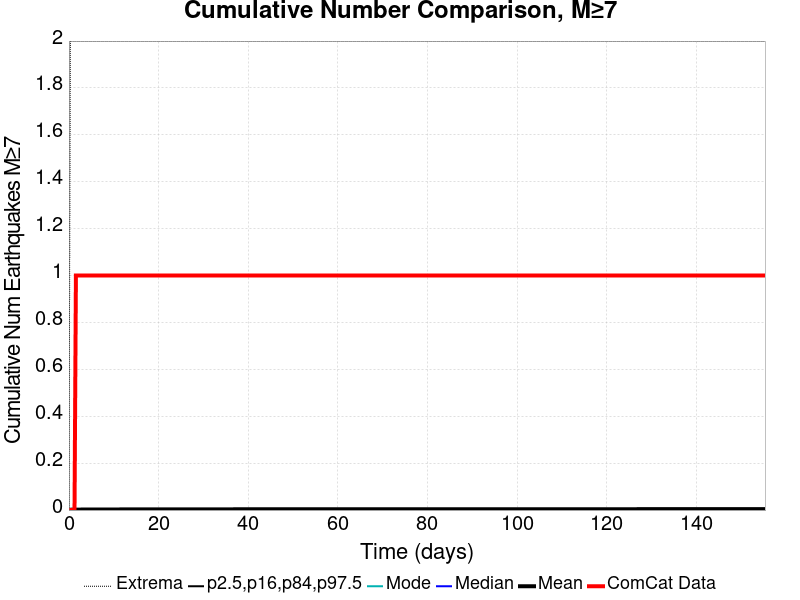 Cumulative Number Comparison, M≥7
Cumulative Num Earthquakes M≥7
2
1.8
1.6
1.4
1.2
1
0.8
0.6
0.4
0.2
0
0 20 40 60 80 100 120 140
Time (days)
Extrema p2.5,p16,p84,p97.5 Mode Median Mean ComCat Data